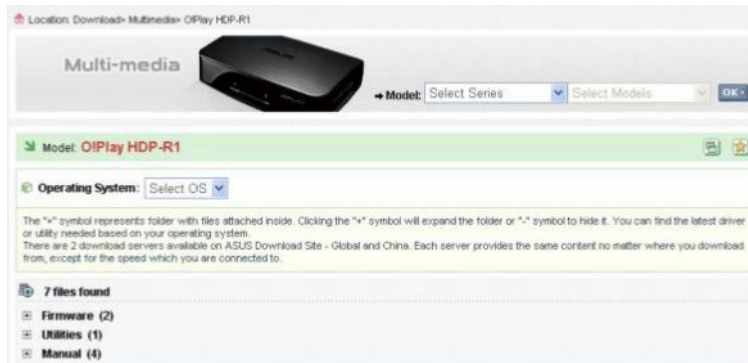 Location: Download> Multimedia> O!Play HDP-R1
Multi-media
➔ Model: Select Series Select Models OK
Model: O!Play HDP-R1
Operating System: Select OS
The "+" symbol represents folder with files attached inside. Clicking the "+" symbol will expand the folder or "-" symbol to hide it. You can find the latest driver
or utility needed based on your operating system.
There are 2 download servers available on ASUS Download Site - Global and China. Each server provides the same content no matter where you download
from, except for the speed which you are connected to.
7 files found
Firmware (2)
Utilities (1)
Manual (4)